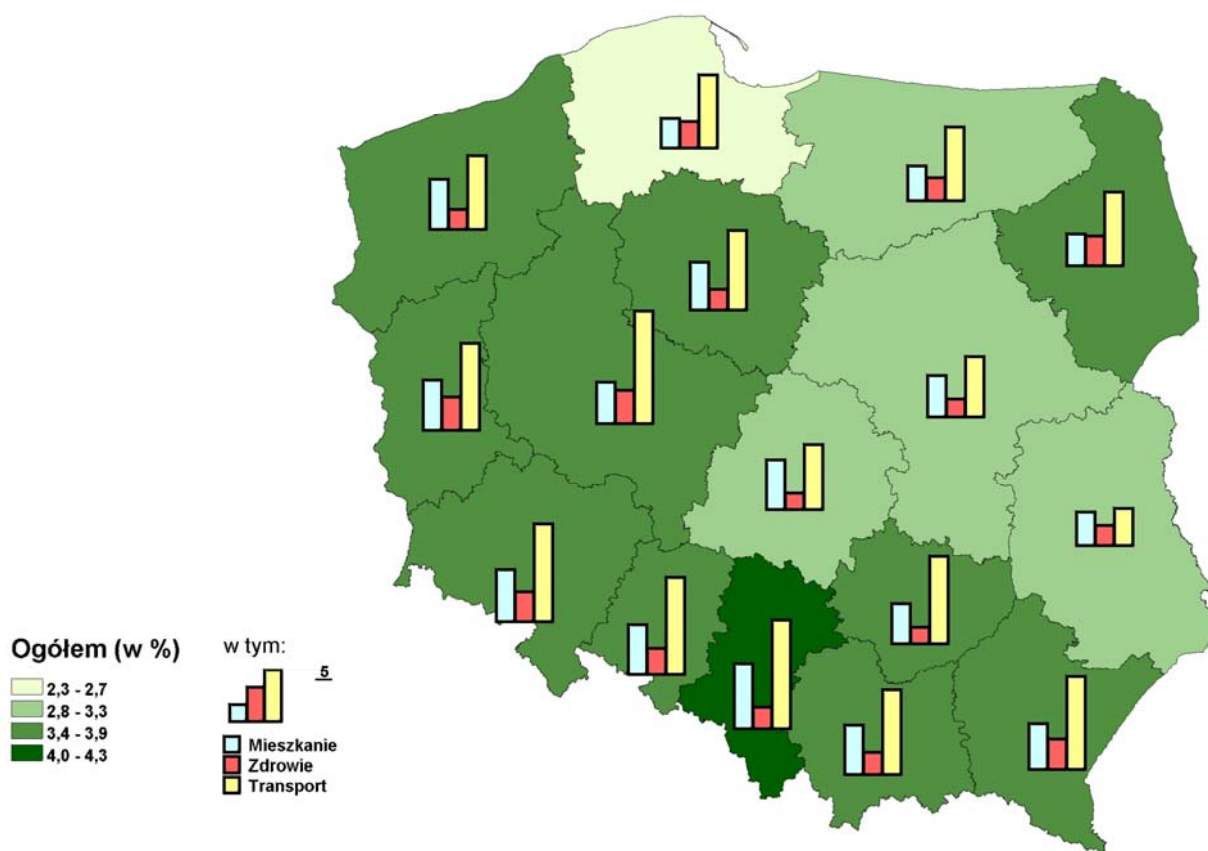 Ogółem (w %)
2,3 - 2,7
2,8 - 3,3
3,4 - 3,9
4,0 - 4,3
w tym:
5
Mieszkanie
Zdrowie
Transport